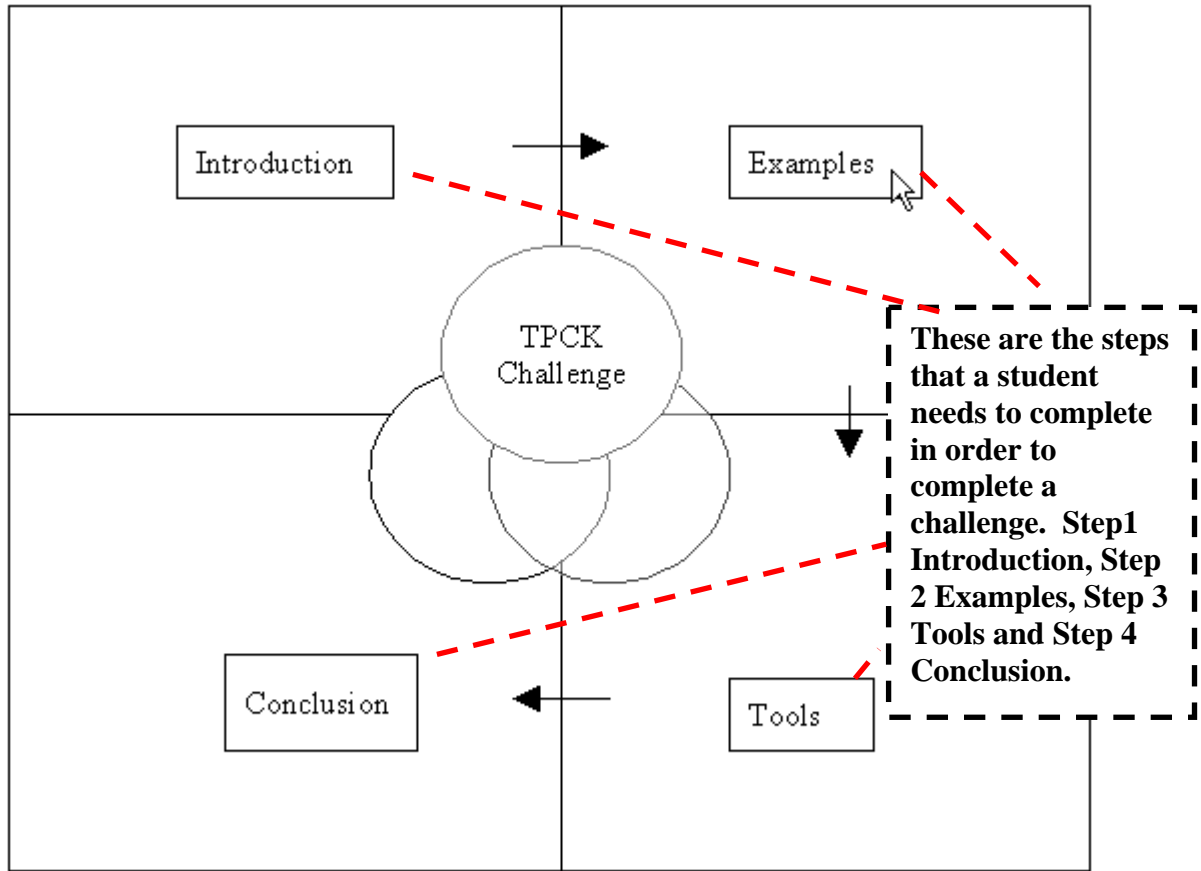 Introduction
Examples
TPCK
Challenge
These are the steps
that a student
needs to complete
in order to
complete a
challenge.  Step1
Introduction, Step
2 Examples, Step 3
Tools and Step 4
Conclusion.
Conclusion
Tools